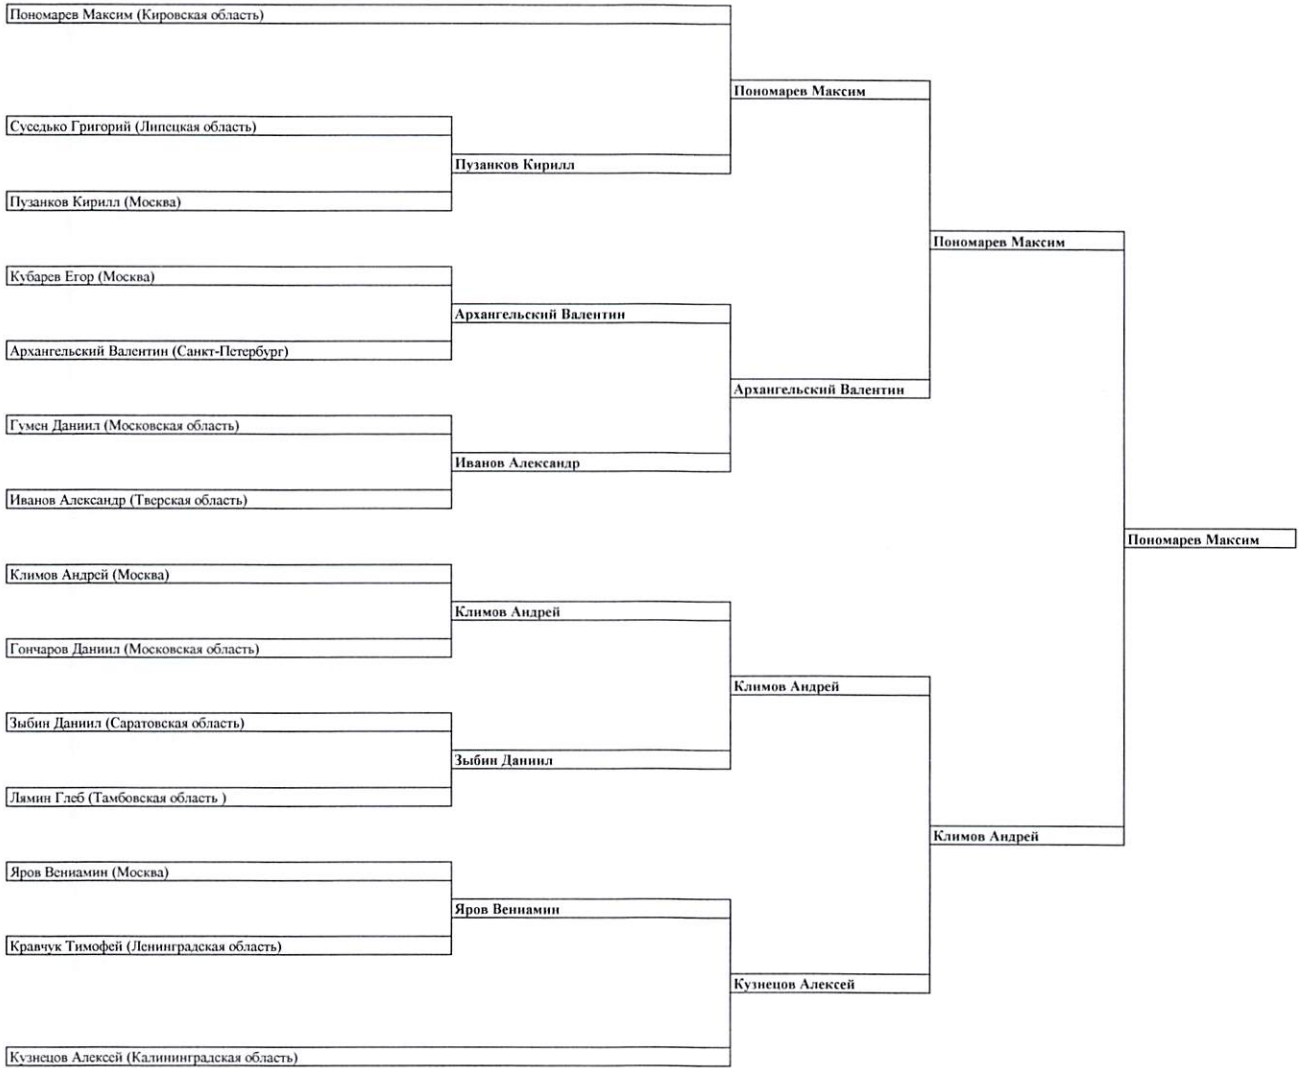 Пономарев Максим (Кировская область)
Пономарев Максим
Суседько Григорий (Липецкая область)
Пузанков Кирилл
Пузанков Кирилл (Москва)
Пономарев Максим
Кубарев Егор (Москва)
Архангельский Валентин
Архангельский Валентин (Санкт-Петербург)
Архангельский Валентин
Гумен Даниил (Московская область)
Иванов Александр
Иванов Александр (Тверская область)
Пономарев Максим
Климов Андрей (Москва)
Климов Андрей
Гончаров Даниил (Московская область)
Климов Андрей
Зыбин Даниил (Саратовская область)
Зыбин Даниил
Лямин Глеб (Тамбовская область )
Климов Андрей
Яров Вениамин (Москва)
Яров Вениамин
Кравчук Тимофей (Ленинградская область)
Кузнецов Алексей
Кузнецов Алексей (Калининградская область)